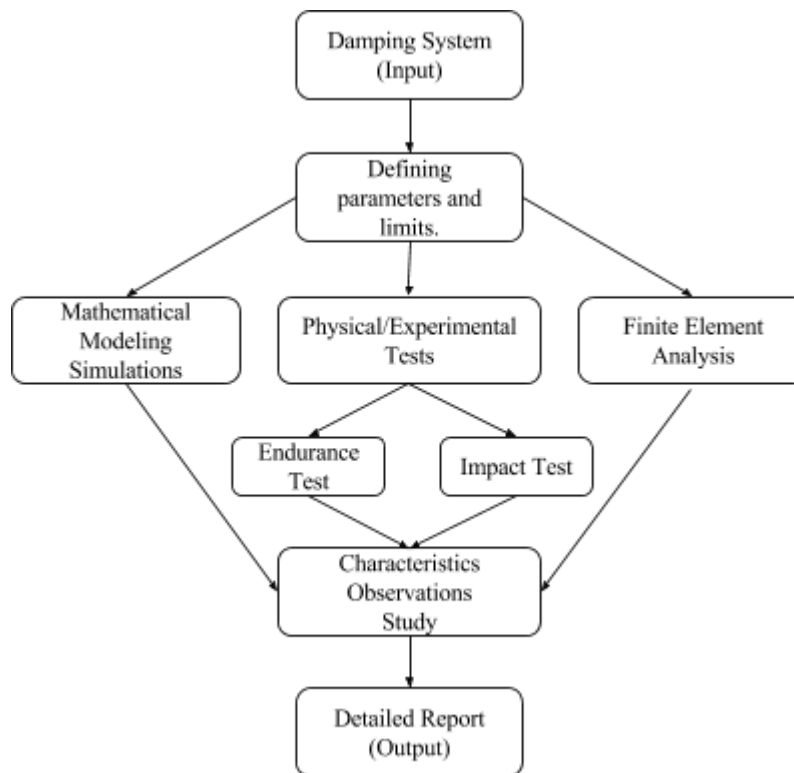 Damping System
(Input)
Defining
parameters and
limits.
Mathematical
Modeling
Simulations
Physical/Experimental
Tests
Finite Element
Analysis
Endurance
Test
Impact Test
Characteristics
Observations
Study
Detailed Report
(Output)